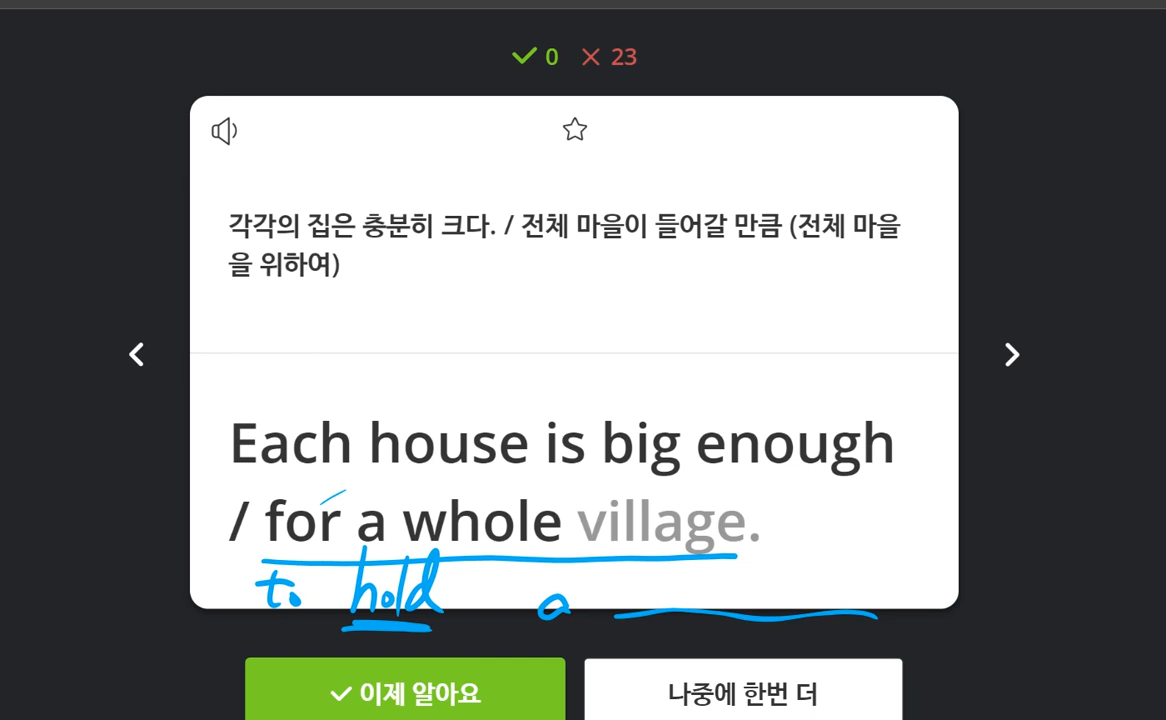 0 23
각각의 집은 충분히 크다. / 전체 마을이 들어갈 만큼 (전체 마을
을 위하여)
Each house is big enough
/ for a whole village.
to hold a
이제 알아요 나중에 한번 더